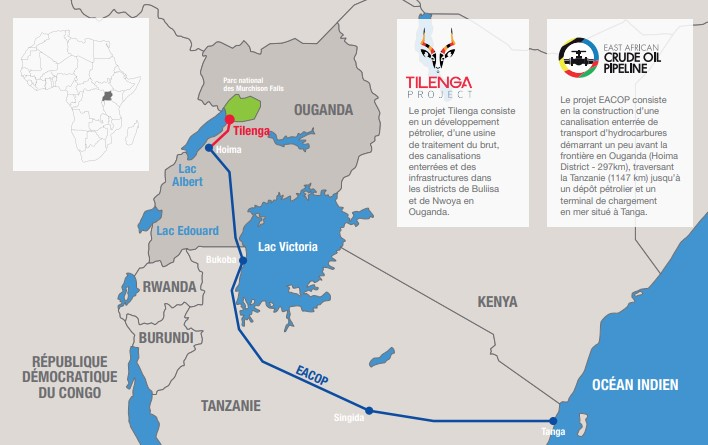 TILENGA
PROJECT
Le projet Tilenga consiste
en un développement
pétrolier, d'une usine
de traitement du brut,
des canalisations
enterrées et des
infrastructures dans
les districts de Buliisa
et de Nwoya en
Ouganda.
EAST AFRICAN
CRUDE OIL
PIPELINE
Le projet EACOP consiste
en la construction d'une
canalisation enterrée de
transport d'hydrocarbures
démarrant un peu avant la
frontière en Ouganda (Hoima
District - 297km), traversant
la Tanzanie (1147 km) jusqu'à
un dépôt pétrolier et un
terminal de chargement
en mer situé à Tanga.
Parc national
des Murchison Falls
OUGANDA
Tilenga
Hoima
Lac
Albert
Lac Edouard
Lac Victoria
Bukoba
RWANDA
KENYA
BURUNDI
RÉPUBLIQUE
DÉMOCRATIQUE
DU CONGO
EACOP
OCÉAN INDIEN
TANZANIE
Singida
Tanga